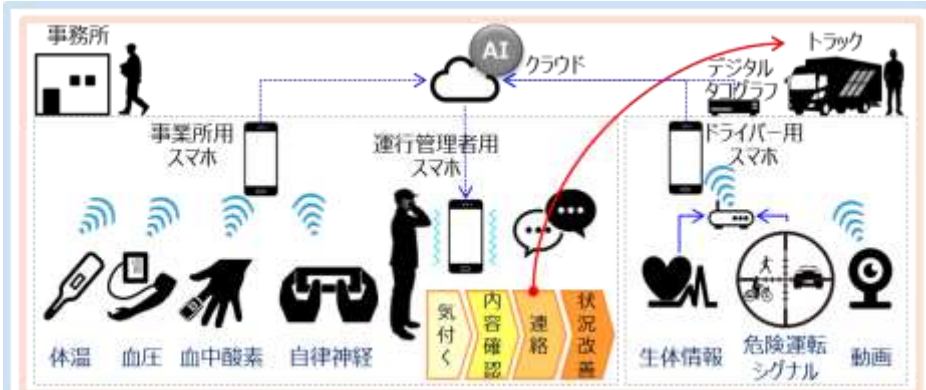 事務所
AI
クラウド
トラック
デジタル
タコグラフ
事業所用
スマホ
運行管理者用
スマホ
ドライバー用
スマホ
体温
血圧
血中酸素
自律神経
気付く
内容確認
連絡
状況改善
生体情報
危険運転
シグナル
動画